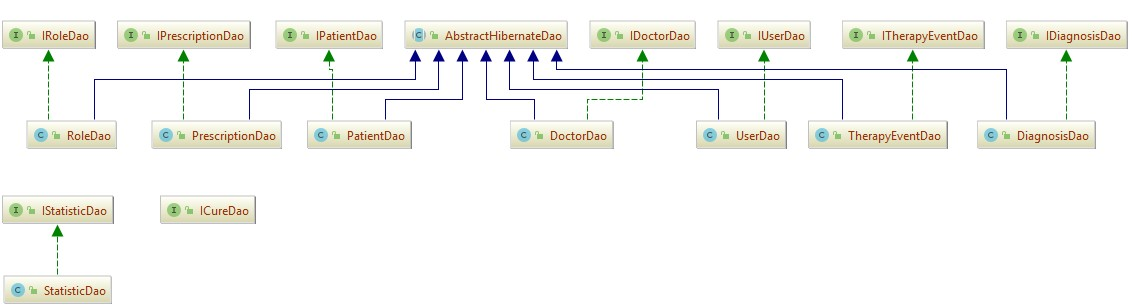 IRoleDao
IPrescriptionDao
IPatientDao
AbstractHibernateDao
IDoctorDao
IUserDao
ITherapyEventDao
IDiagnosisDao
RoleDao
PrescriptionDao
PatientDao
DoctorDao
UserDao
TherapyEventDao
DiagnosisDao
IStatisticDao
ICureDao
StatisticDao